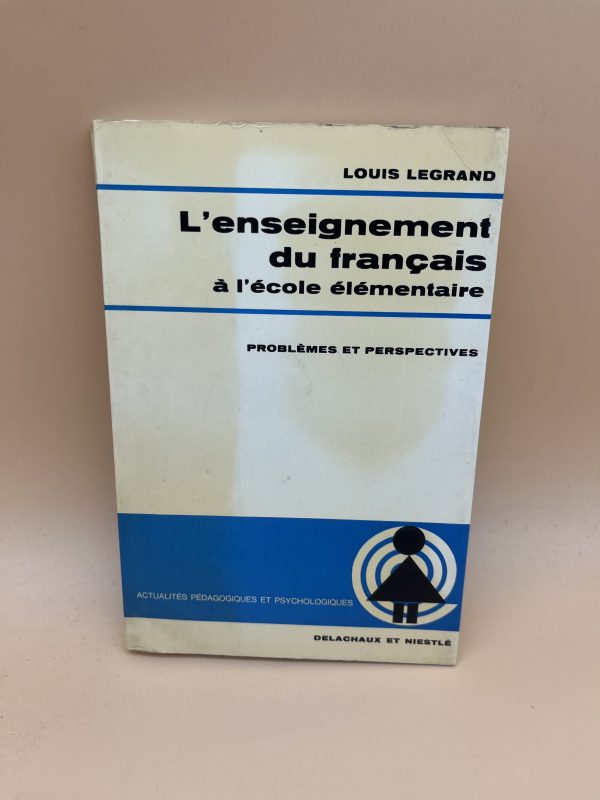 LOUIS LEGRAND
L'enseignement
du français
à l'école élémentaire
PROBLÈMES ET PERSPECTIVES
ACTUALITÉS PÉDAGOGIQUES ET PSYCHOLOGIQUES
DELACHAUX ET NIESTLÉ